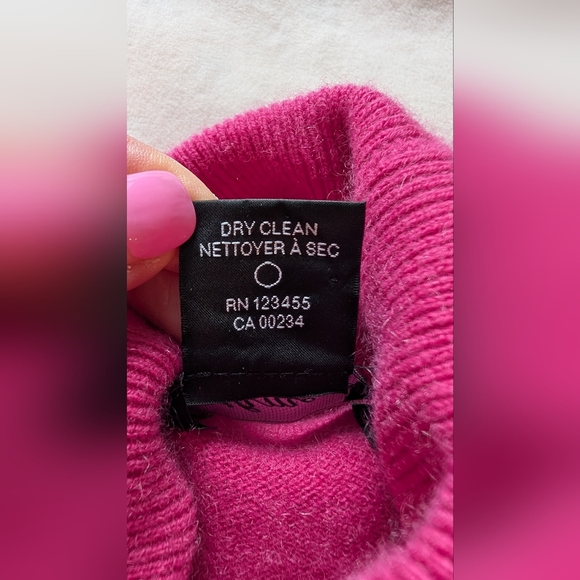 DRY CLEAN
NETTOYER À SEC
RN 123455
CA 00234